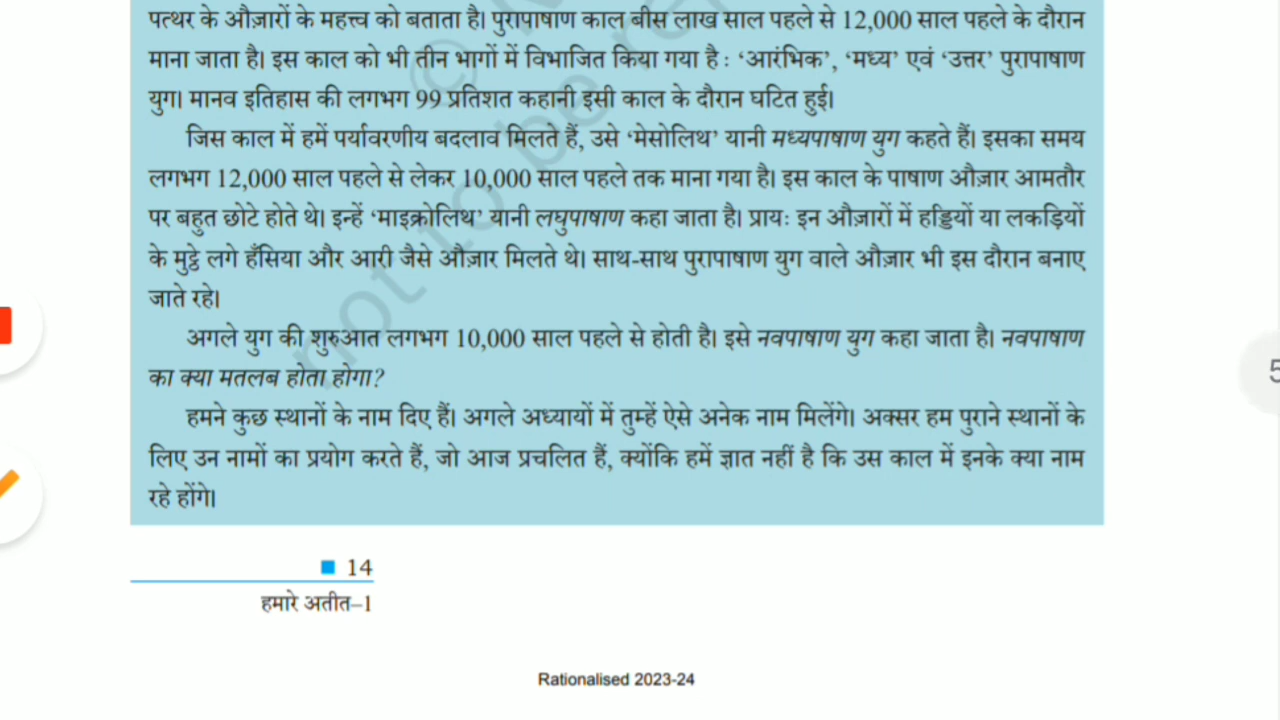 पत्थर के औज़ारों के महत्त्व को बताता है। पुरापाषाण काल बीस लाख साल पहले से 12,000 साल पहले के दौरान
माना जाता है। इस काल को भी तीन भागों में विभाजित किया गया है : ‘आरंभिक’, ‘मध्य’ एवं ‘उत्तर’ पुरापाषाण
युग। मानव इतिहास की लगभग 99 प्रतिशत कहानी इसी काल के दौरान घटित हुई।
जिस काल में हमें पर्यावरणीय बदलाव मिलते हैं, उसे ‘मेसोलिथ’ यानी मध्यपाषाण युग कहते हैं। इसका समय
लगभग 12,000 साल पहले से लेकर 10,000 साल पहले तक माना गया है। इस काल के पाषाण औज़ार आमतौर
पर बहुत छोटे होते थे। इन्हें ‘माइक्रोलिथ’ यानी लघुपाषाण कहा जाता है। प्रायः इन औज़ारों में हड्डियों या लकड़ियों
के मुट्ठे लगे हँसिया और आरी जैसे औज़ार मिलते थे। साथ-साथ पुरापाषाण युग वाले औज़ार भी इस दौरान बनाए
जाते रहे।
अगले युग की शुरुआत लगभग 10,000 साल पहले से होती है। इसे नवपाषाण युग कहा जाता है। नवपाषाण
का क्या मतलब होता होगा?
हमने कुछ स्थानों के नाम दिए हैं। अगले अध्यायों में तुम्हें ऐसे अनेक नाम मिलेंगे। अक्सर हम पुराने स्थानों के
लिए उन नामों का प्रयोग करते हैं, जो आज प्रचलित हैं, क्योंकि हमें ज्ञात नहीं है कि उस काल में इनके क्या नाम
रहे होंगे।
14
हमारे अतीत–1
Rationalised 2023-24
not to be re
5